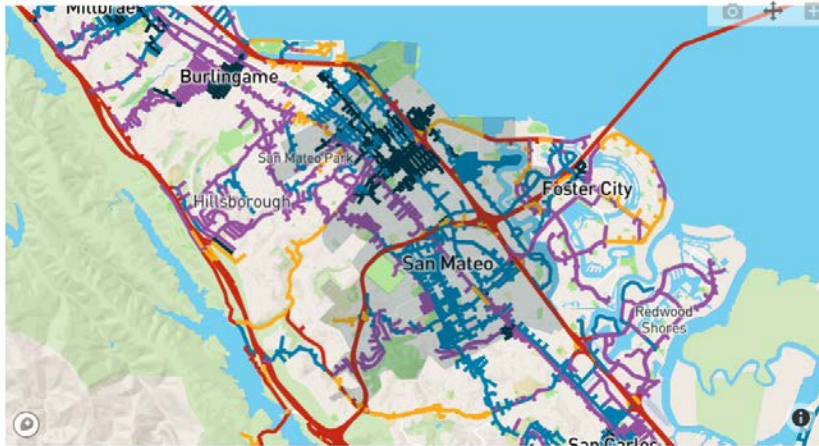 Millbrae
Burlingame
San Mateo Park
Hillsborough
Foster City
San Mateo
Redwood
Shores
San Carlos